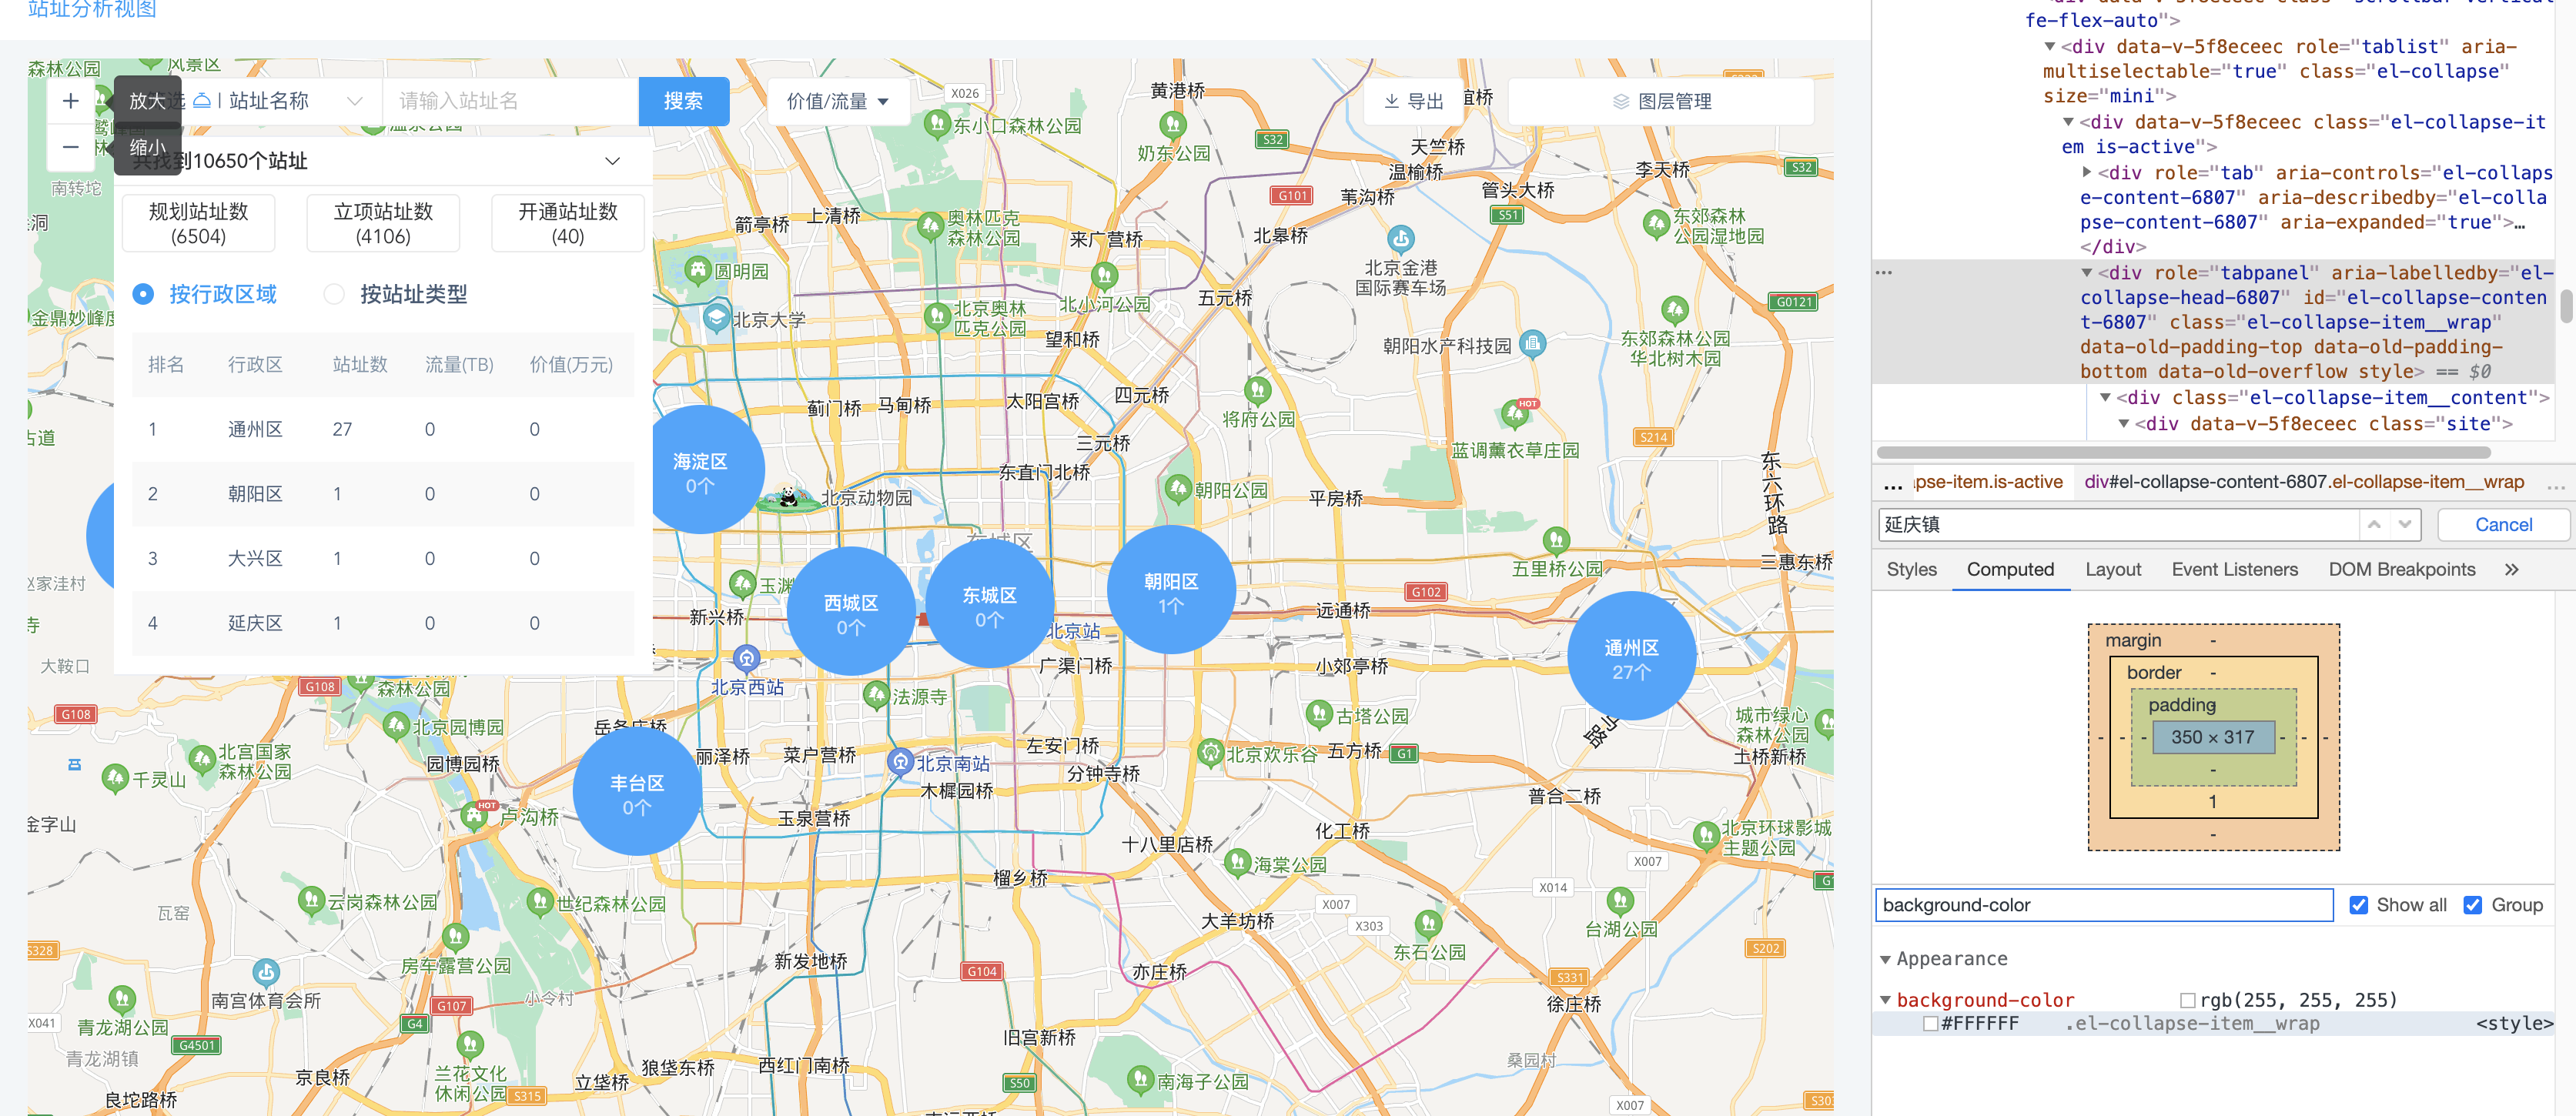 站址分析视图
放大
缩小
站址名称
请输入站址名
搜索
价值/流量
导出
图层管理
共找到10650个站址
规划站址数
(6504)
立项站址数
(4106)
开通站址数
(40)
按行政区域
按站址类型
排名 行政区 站址数 流量(TB) 价值(万元)
1 通州区 27 0 0
2 朝阳区 1 0 0
3 大兴区 1 0 0
4 延庆区 1 0 0
森林公园
风景区
南转坨
金鼎妙峰
古道
赵家洼村
大鞍口
X026
黄港桥
东小口森林公园
奶东公园
S32
天竺桥
温榆桥
李天桥
S32
G101
苇沟桥
管头大桥
S51
箭亭桥
上清桥
奥林匹克
森林公园
来广营桥
北皋桥
东郊森林
公园湿地园
圆明园
北京金港
国际赛车场
北小河公园
五元桥
G0121
北京大学
北京奥林
匹克公园
望和桥
朝阳水产科技园
东郊森林公园
华北树木园
蓟门桥
马甸桥
太阳宫桥
四元桥
将府公园
HOT
蓝调薰衣草庄园
S214
三元桥
东直门北桥
东六环路
海淀区
0个
北京动物园
朝阳公园
平房桥
五里桥公园
三惠东桥
朝阳区
1个
西城区
0个
东城区
0个
G102
远通桥
新兴桥
北京站
通州区
27个
广渠门桥
小郊亭桥
北京西站
法源寺
G108
G108
森林公园
古塔公园
城市绿心
森林公园
北京园博园
北宫国家
森林公园
千灵山
园博园桥
丽泽桥
菜户营桥
左安门桥
北京南站
北京欢乐谷
五方桥
G1
土桥新桥
分钟寺桥
木樨园桥
丰台区
0个
普合二桥
HOT
卢沟桥
金字山
玉泉营桥
化工桥
十八里店桥
北京环球影城
主题公园
X007
海棠公园
榴乡桥
X014
云岗森林公园
世纪森林公园
瓦窑
X007
大羊坊桥
X303
台湖公园
东石公园
S328
S202
房车露营公园
新发地桥
G104
亦庄桥
S331
徐庄桥
南宫体育会所
小令村
G107
X041
青龙湖公园
G4
G4501
旧宫新桥
青龙湖镇
京良桥
兰花文化
休闲公园
S315
立垡桥
狼垡东桥
西红门南桥
S50
南海子公园
桑园村
良坨路桥
X007
fe-flex-auto">
<div data-v-5f8eceec role="tablist" aria-
multiselectable="true" class="el-collapse"
size="mini">
<div data-v-5f8eceec class="el-collapse-it
em is-active">
<div role="tab" aria-controls="el-collaps
e-content-6807" aria-describedby="el-colla
pse-content-6807" aria-expanded="true">…
</div>
<div role="tabpanel" aria-labelledby="el-
collapse-head-6807" id="el-collapse-conten
t-6807" class="el-collapse-item__wrap"
data-old-padding-top data-old-padding-
bottom data-old-overflow style> == $0
<div class="el-collapse-item__content">
<div data-v-5f8eceec class="site">
… pse-item.is-active div#el-collapse-content-6807.el-collapse-item__wrap …
延庆镇
Cancel
Styles Computed Layout Event Listeners DOM Breakpoints »
margin -
border -
padding -
- - - 350 × 317 - - -
-
1
-
background-color
Show all Group
Appearance
background-color rgb(255, 255, 255)
#FFFFFF .el-collapse-item__wrap <style>